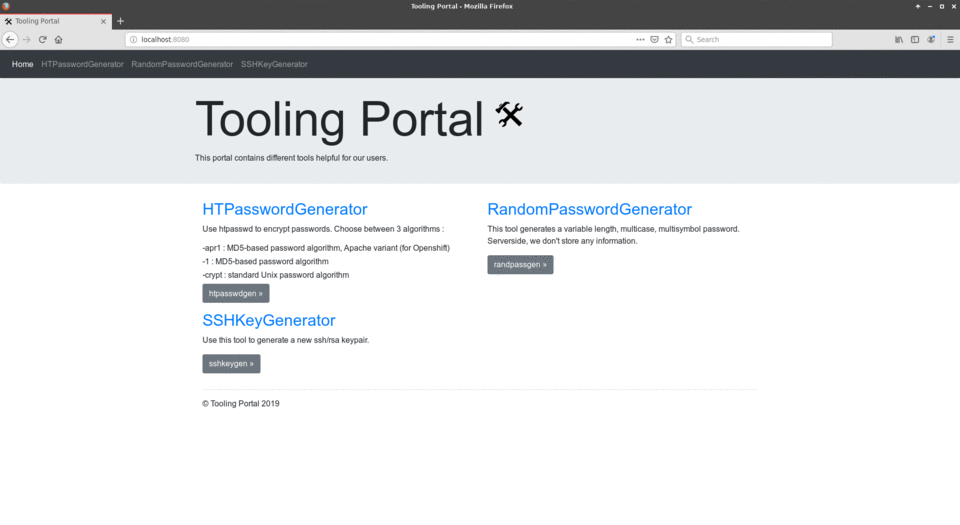 Tooling Portal - Mozilla Firefox
Tooling Portal
localhost:8080
Search
Home HTPasswordGenerator RandomPasswordGenerator SSHKeyGenerator
Tooling Portal
This portal contains different tools helpful for our users.
HTPasswordGenerator
Use htpasswd to encrypt passwords. Choose between 3 algorithms :
-apr1 : MD5-based password algorithm, Apache variant (for Openshift)
-1 : MD5-based password algorithm
-crypt : standard Unix password algorithm
htpasswdgen »
RandomPasswordGenerator
This tool generates a variable length, multicase, multisymbol password.
Serverside, we don't store any information.
randpassgen »
SSHKeyGenerator
Use this tool to generate a new ssh/rsa keypair.
sshkeygen »
© Tooling Portal 2019